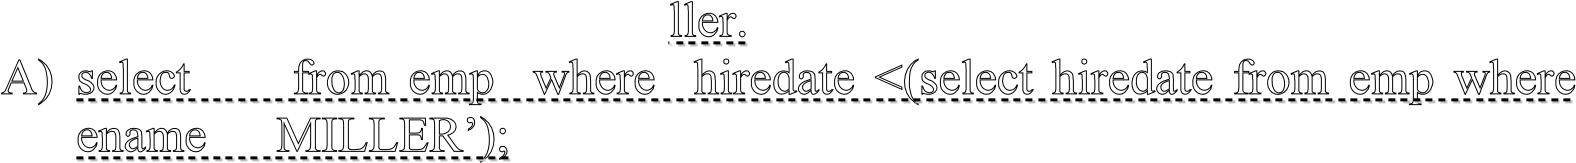 ller.
A) select from emp where hiredate <(select hiredate from emp where
ename MILLER’);